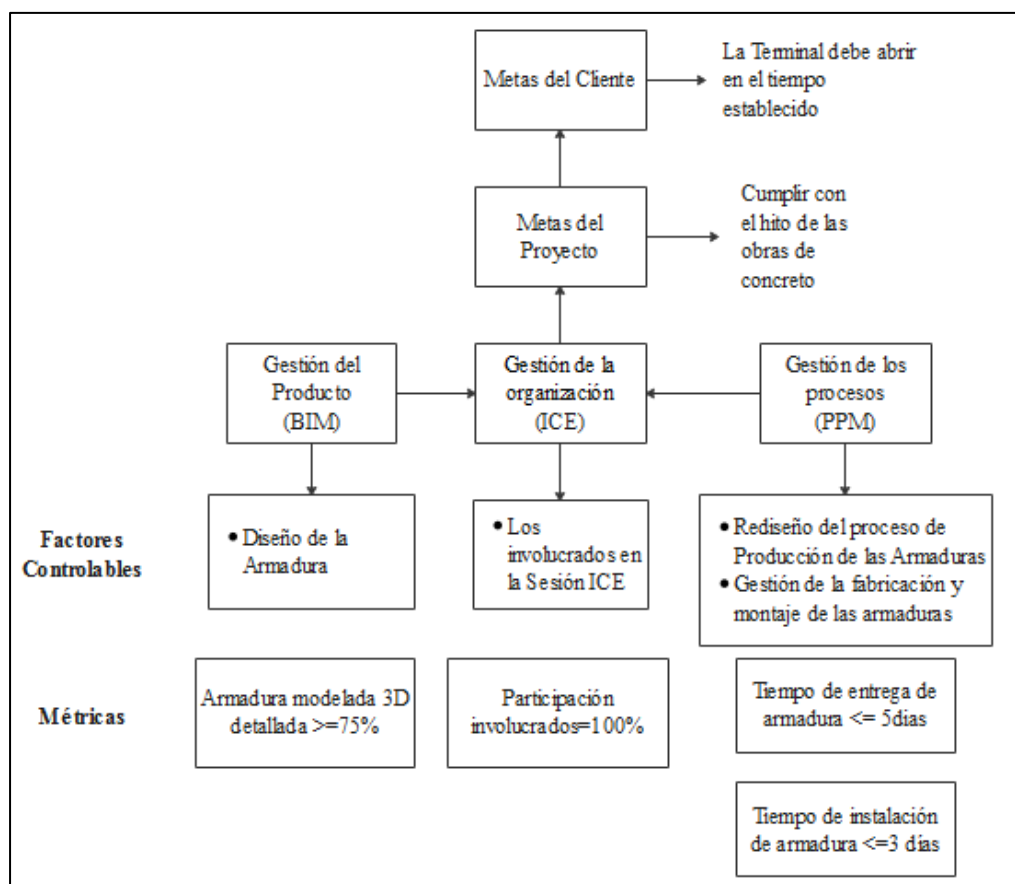 Metas del Cliente
La Terminal debe abrir
en el tiempo
establecido
Metas del
Proyecto
Cumplir con
el hito de las
obras de
concreto
Gestión del
Producto
(BIM)
Gestión de la
organización
(ICE)
Gestión de los
procesos
(PPM)
Factores
Controlables
• Diseño de la
Armadura
• Los
involucrados en
la Sesión ICE
• Rediseño del proceso de
Producción de las Armaduras
• Gestión de la fabricación y
montaje de las armaduras
Métricas
Armadura modelada 3D
detallada >=75%
Participación
involucrados=100%
Tiempo de entrega de
armadura <= 5dias
Tiempo de instalación
de armadura <=3 días